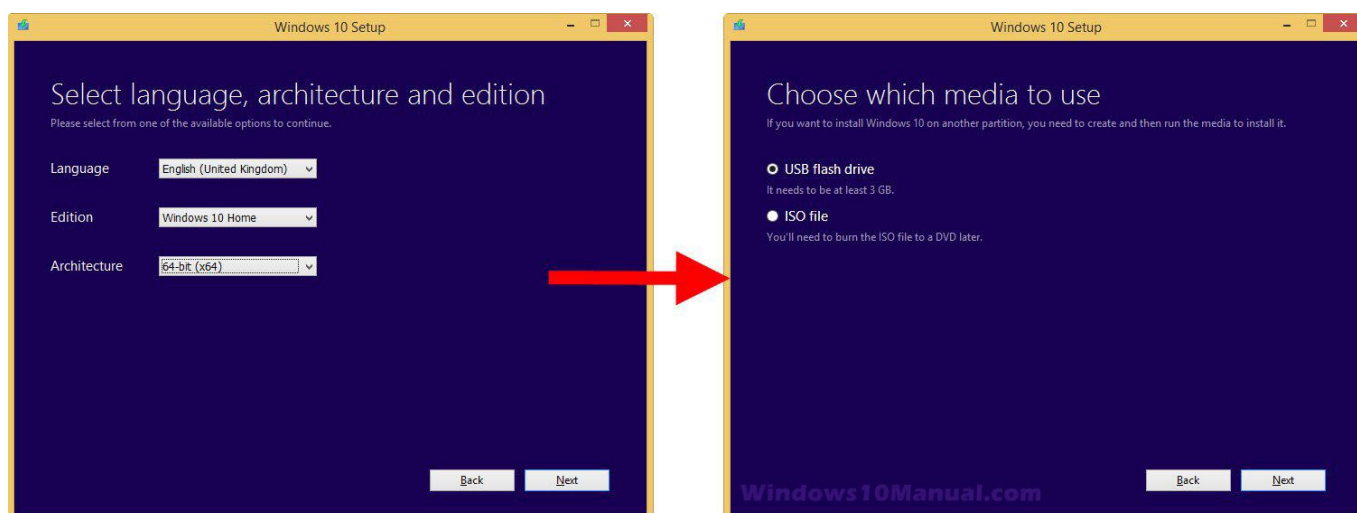 Windows 10 Setup
Select language, architecture and edition
Please select from one of the available options to continue.
Language
English (United Kingdom)
Edition
Windows 10 Home
Architecture
64-bit (x64)
Back
Next
Windows 10 Setup
Choose which media to use
If you want to install Windows 10 on another partition, you need to create and then run the media to install it.
USB flash drive
It needs to be at least 3 GB.
ISO file
You'll need to burn the ISO file to a DVD later.
Back
Next
Windows10Manual.com